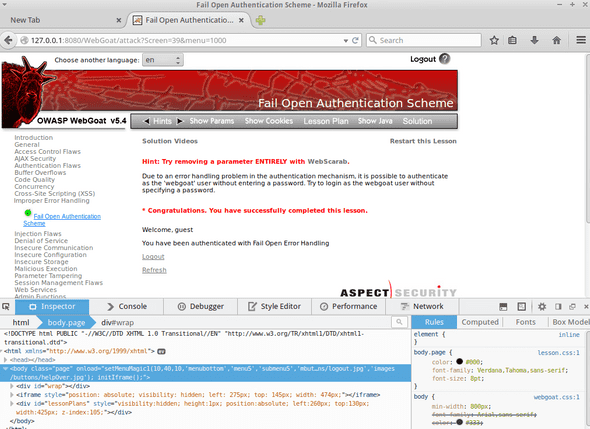 Fail Open Authentication Scheme - Mozilla Firefox
New Tab
Fail Open Authenticatio...
127.0.0.1:8080/WebGoat/attack?Screen=39&menu=1000
Search
Choose another language: en
Logout
Fail Open Authentication Scheme
OWASP WebGoat v5.4
Hints Show Params Show Cookies Lesson Plan Show Java Solution
Introduction
General
Access Control Flaws
AJAX Security
Authentication Flaws
Buffer Overflows
Code Quality
Concurrency
Cross-Site Scripting (XSS)
Improper Error Handling
Fail Open Authentication
Scheme
Injection Flaws
Denial of Service
Insecure Communication
Insecure Configuration
Insecure Storage
Malicious Execution
Parameter Tampering
Session Management Flaws
Web Services
Admin Functions
Solution Videos
Restart this Lesson
Hint: Try removing a parameter ENTIRELY with WebScarab.
Due to an error handling problem in the authentication mechanism, it is possible to authenticate
as the 'webgoat' user without entering a password. Try to login as the webgoat user without
specifying a password.
* Congratulations. You have successfully completed this lesson.
Welcome, guest
You have been authenticated with Fail Open Error Handling
Logout
Refresh
ASPECT SECURITY
Inspector Console Debugger Style Editor Performance Network
html body.page div#wrap
Rules Computed Fonts Box Model
<!DOCTYPE html PUBLIC "-//W3C//DTD XHTML 1.0 Transitional//EN" "http://www.w3.org/TR/xhtml1/DTD/xhtml1-
transitional.dtd">
<html xmlns="http://www.w3.org/1999/xhtml"> ev
<head></head>
<body class="page" onload="setMenuMagic1(10,40,10,'menubottom','menu5','submenu5','mbut…ns/logout.jpg','images
/buttons/helpOver.jpg'); initIframe();">
<div id="wrap"></div>
<iframe style="position: absolute; visibility: hidden; left: 275px; top: 145px; width: 474px;"></iframe>
<div id="lessonPlans" style="visibility:hidden; height:1px; position:absolute; left:260px; top:130px;
width:425px; z-index:105;"></div>
</body>
element {
inline
}
body.page {
lesson.css:1
color: #000;
font-family: Verdana,Tahoma,sans-serif;
font-size: 8pt;
}
body {
webgoat.css:1
min-width: 800px;
font-family: Arial,sans-serif;
color: #333;